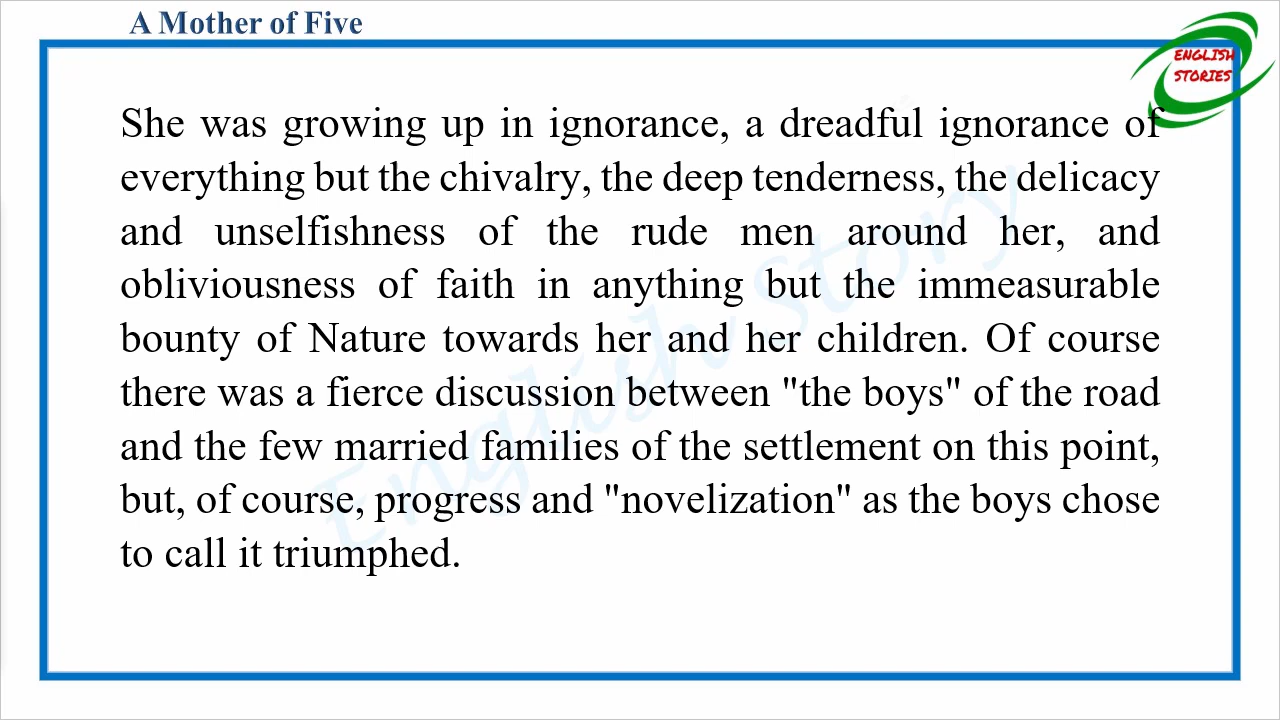 A Mother of Five
ENGLISH
STORIES
She was growing up in ignorance, a dreadful ignorance of
everything but the chivalry, the deep tenderness, the delicacy
and unselfishness of the rude men around her, and
obliviousness of faith in anything but the immeasurable
bounty of Nature towards her and her children. Of course
there was a fierce discussion between "the boys" of the road
and the few married families of the settlement on this point,
but, of course, progress and "novelization" as the boys chose
to call it triumphed.
English Story